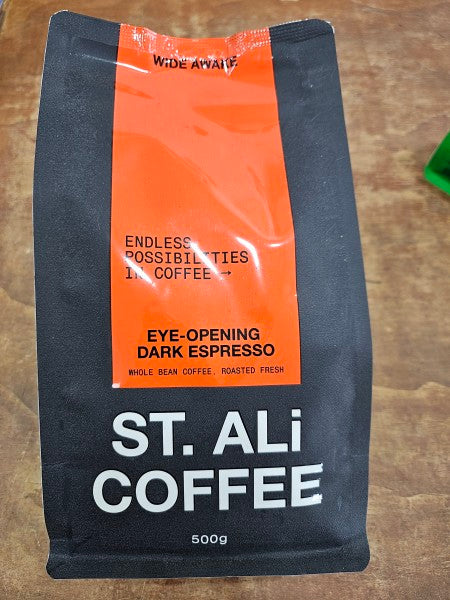 WIDE AWAKE
ENDLESS
POSSIBILITIES
IN COFFEE →
EYE-OPENING
DARK ESPRESSO
WHOLE BEAN COFFEE, ROASTED FRESH
ST. ALi
COFFEE
500g